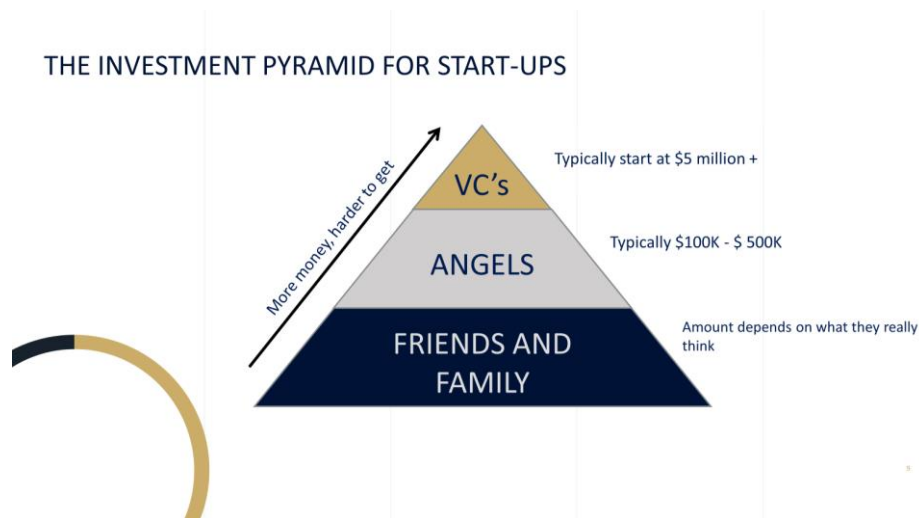 THE INVESTMENT PYRAMID FOR START-UPS
More money, harder to get
VC's
Typically start at $5 million +
ANGELS
Typically $100K - $ 500K
FRIENDS AND
FAMILY
Amount depends on what they really
think
9